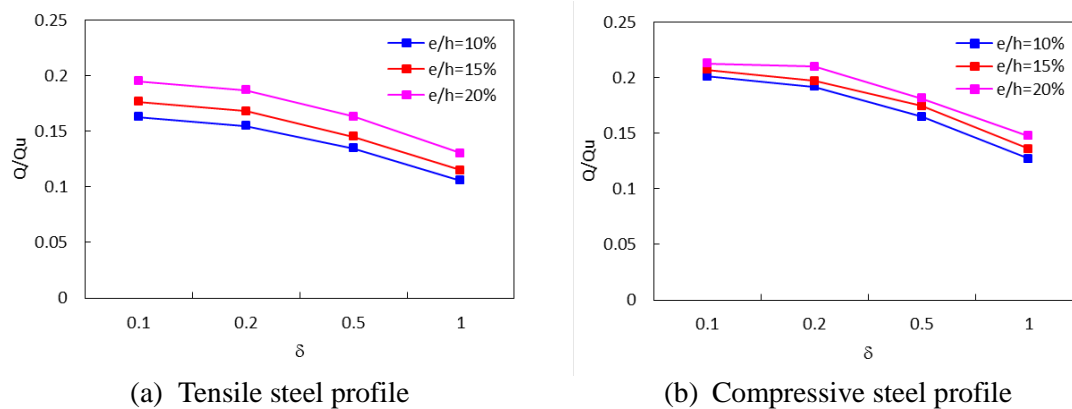 0.25
0.2
0.15
0.1
0.05
0
Q/Qu
e/h=10%
e/h=15%
e/h=20%
0.1 0.2 0.5 1
δ
(a) Tensile steel profile
0.25
0.2
0.15
0.1
0.05
0
Q/Qu
e/h=10%
e/h=15%
e/h=20%
0.1 0.2 0.5 1
δ
(b) Compressive steel profile